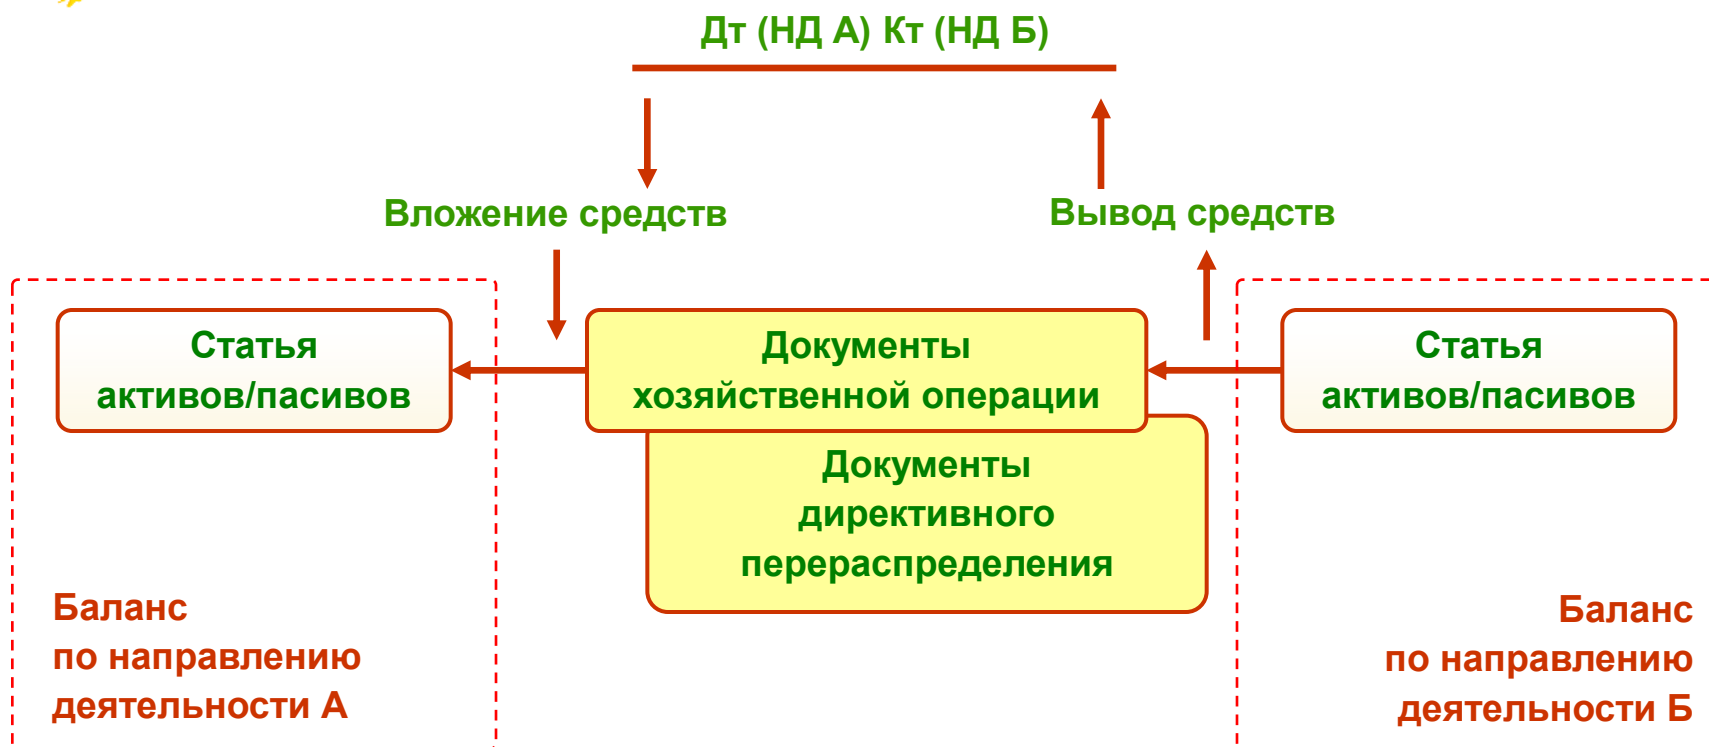 Дт (НД А) Кт (НД Б)
Вложение средств
Вывод средств
Статья
активов/пасивов
Документы
хозяйственной операции
Статья
активов/пасивов
Документы
директивного
перераспределения
Баланс
по направлению
деятельности А
Баланс
по направлению
деятельности Б